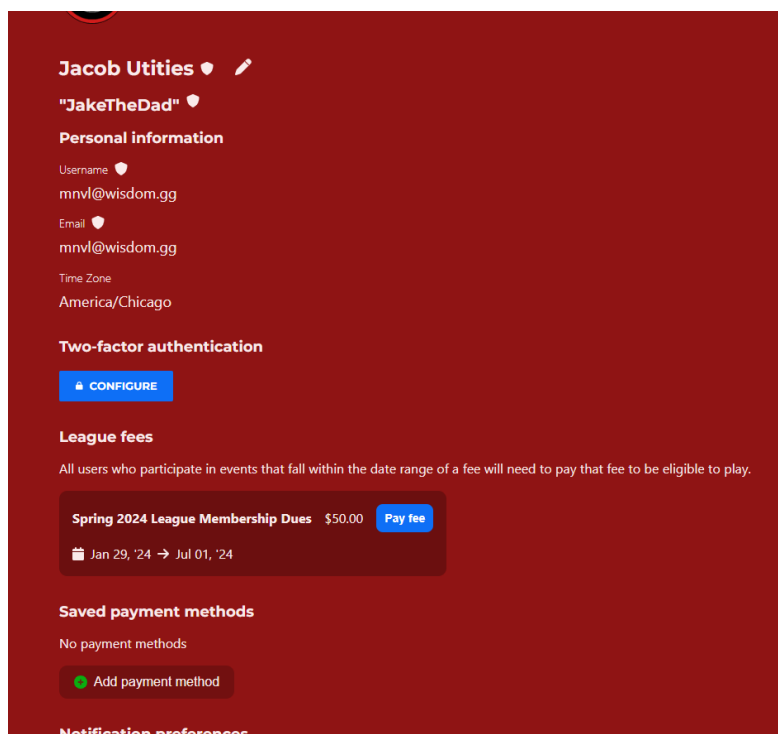 Jacob Utities
"JakeTheDad"
Personal information
Username
mnvl@wisdom.gg
Email
mnvl@wisdom.gg
Time Zone
America/Chicago
Two-factor authentication
CONFIGURE
League fees
All users who participate in events that fall within the date range of a fee will need to pay that fee to be eligible to play.
Spring 2024 League Membership Dues $50.00 Pay fee
Jan 29, '24 → Jul 01, '24
Saved payment methods
No payment methods
Add payment method
Notification preferences